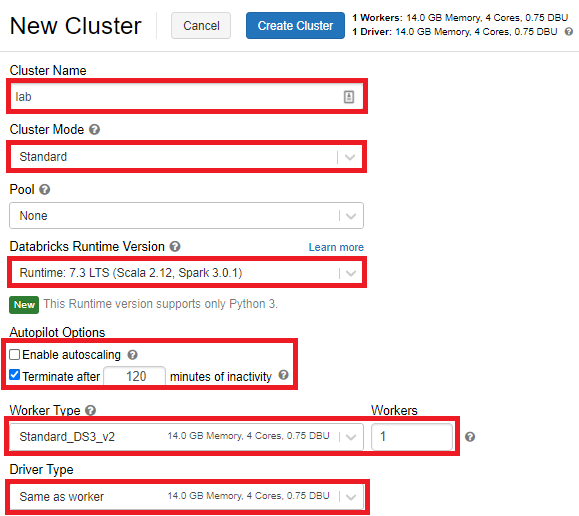 New Cluster
Cancel
Create Cluster
1 Workers: 14.0 GB Memory, 4 Cores, 0.75 DBU
1 Driver: 14.0 GB Memory, 4 Cores, 0.75 DBU ?
Cluster Name
lab
Cluster Mode ?
Standard
Pool ?
None
Databricks Runtime Version ?
Learn more
Runtime: 7.3 LTS (Scala 2.12, Spark 3.0.1)
New This Runtime version supports only Python 3.
Autopilot Options
Enable autoscaling ?
Terminate after 120 minutes of inactivity ?
Worker Type ?
Workers
Standard_DS3_v2 14.0 GB Memory, 4 Cores, 0.75 DBU
1 ?
Driver Type
Same as worker 14.0 GB Memory, 4 Cores, 0.75 DBU